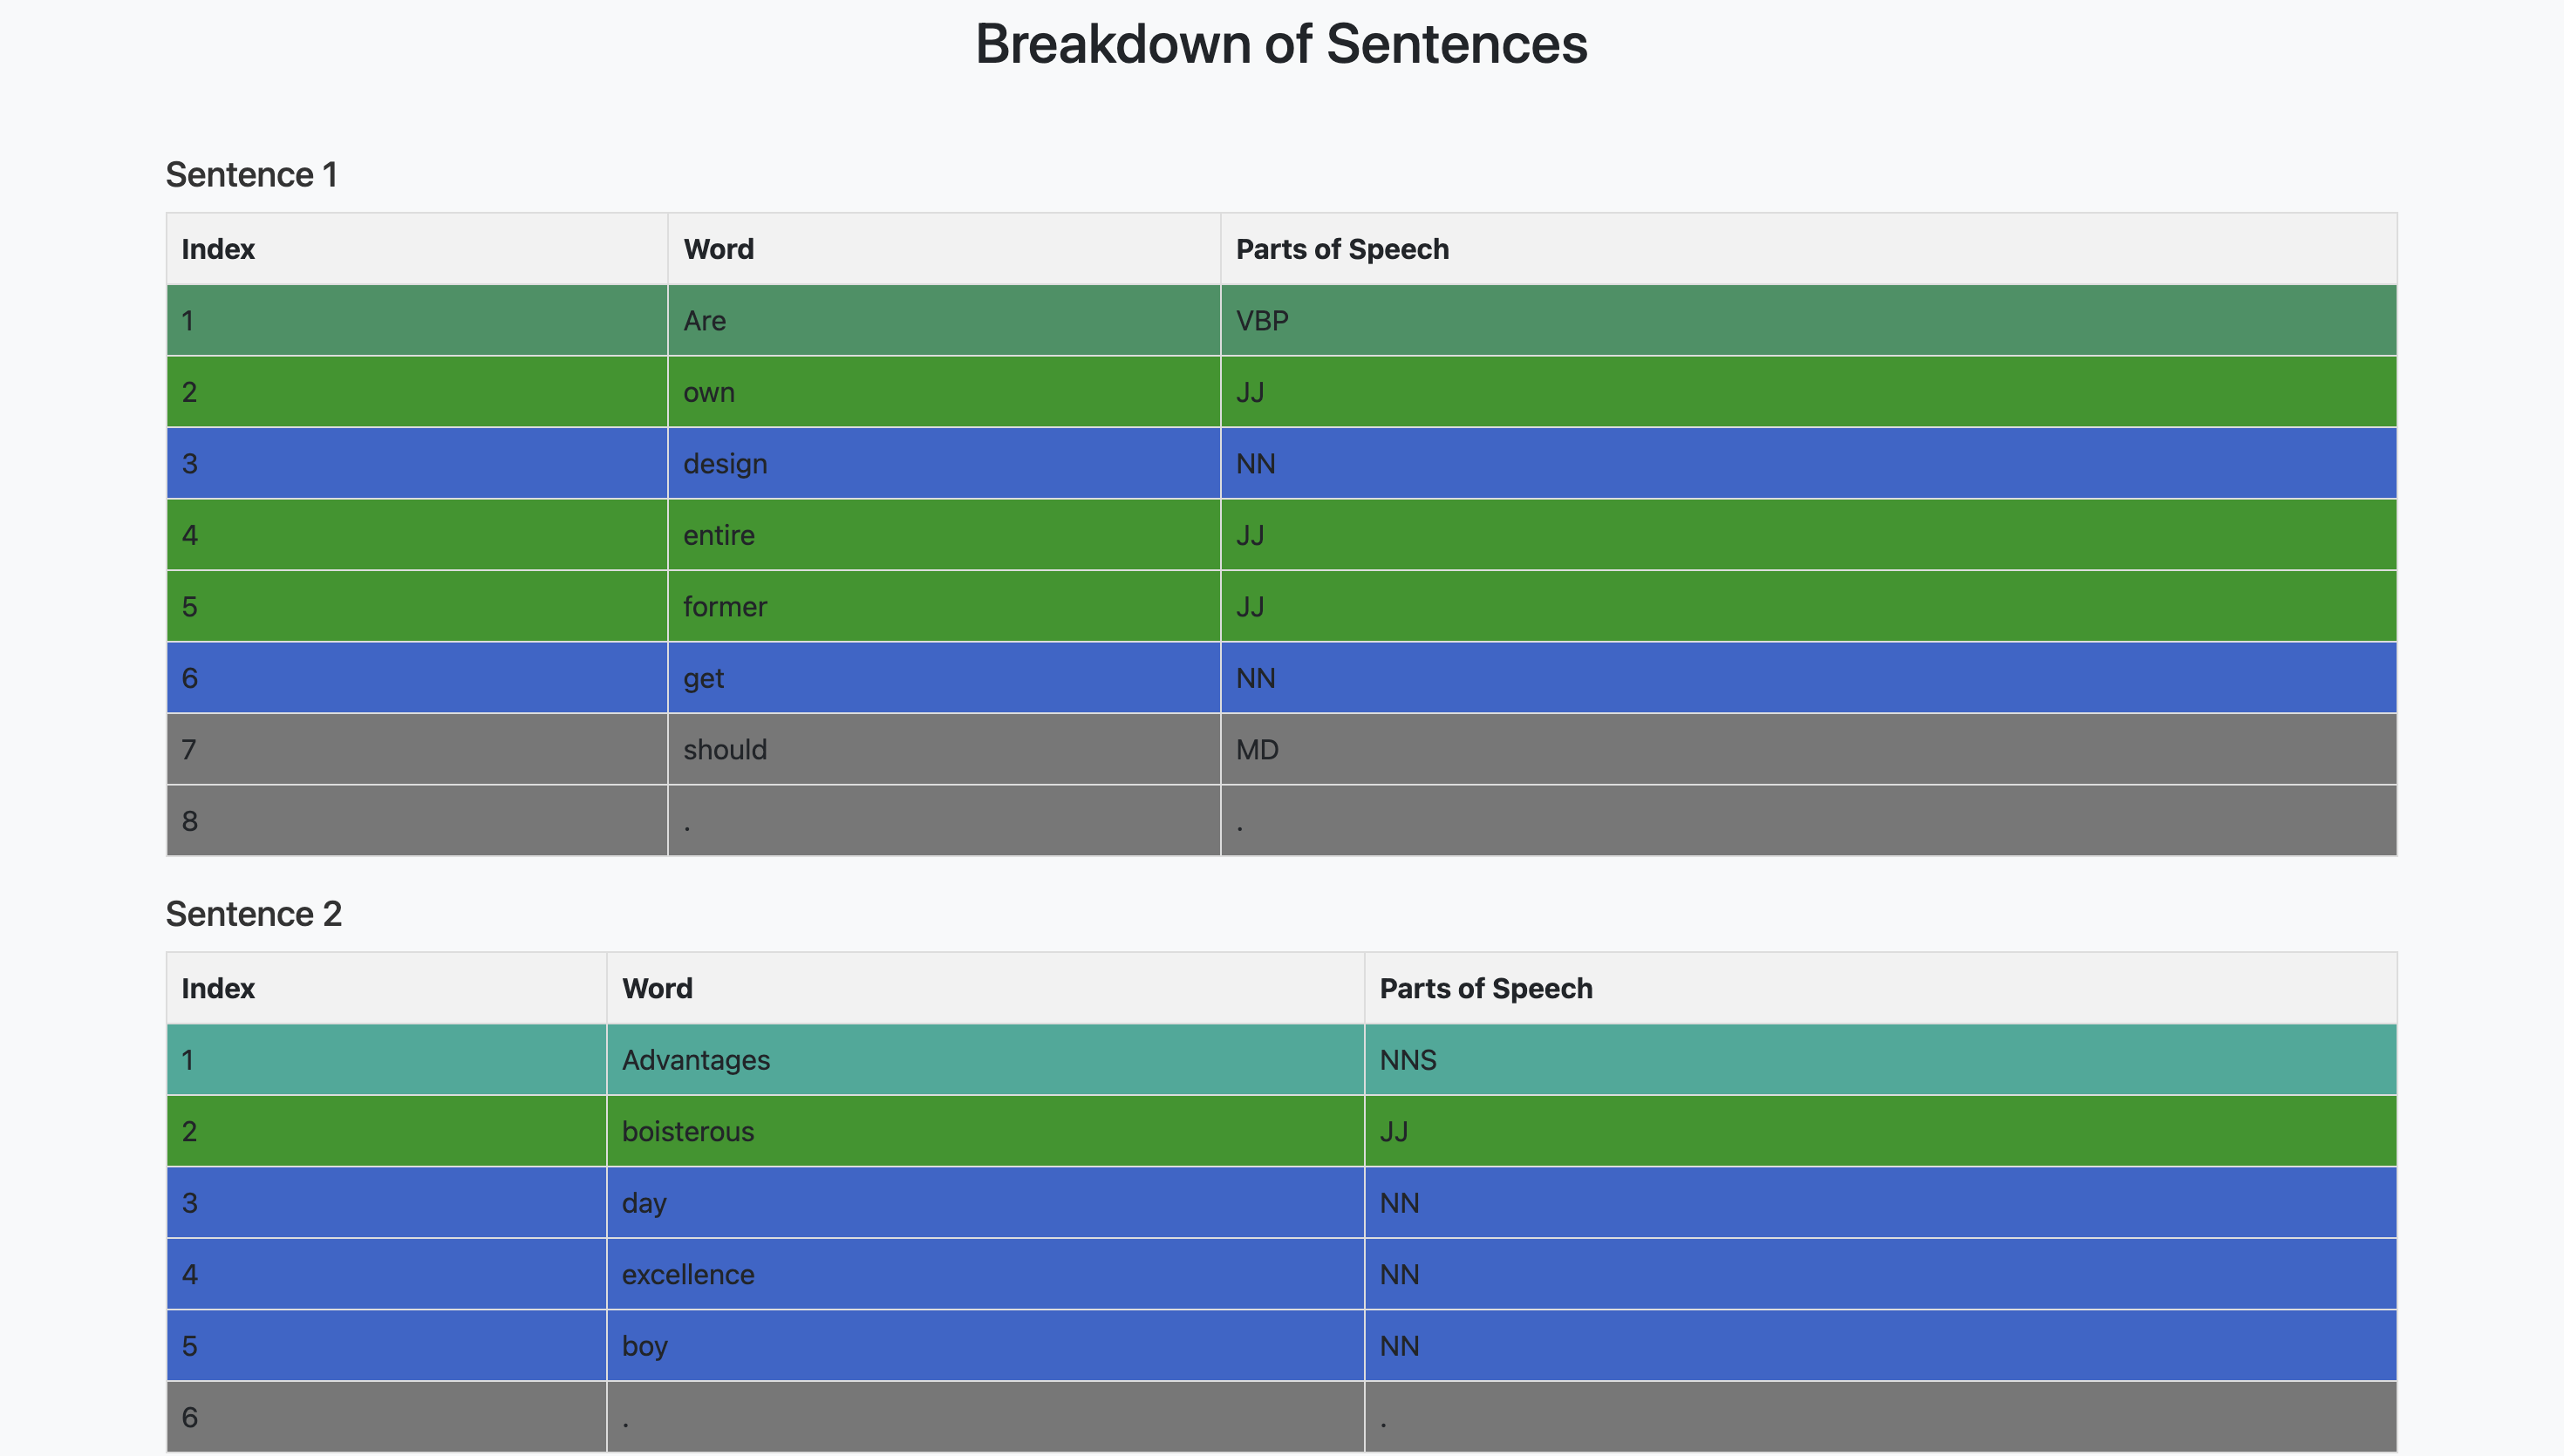 Breakdown of Sentences
Sentence 1
Index Word Parts of Speech
1 Are VBP
2 own JJ
3 design NN
4 entire JJ
5 former JJ
6 get NN
7 should MD
8 . .
Sentence 2
Index Word Parts of Speech
1 Advantages NNS
2 boisterous JJ
3 day NN
4 excellence NN
5 boy NN
6 . .